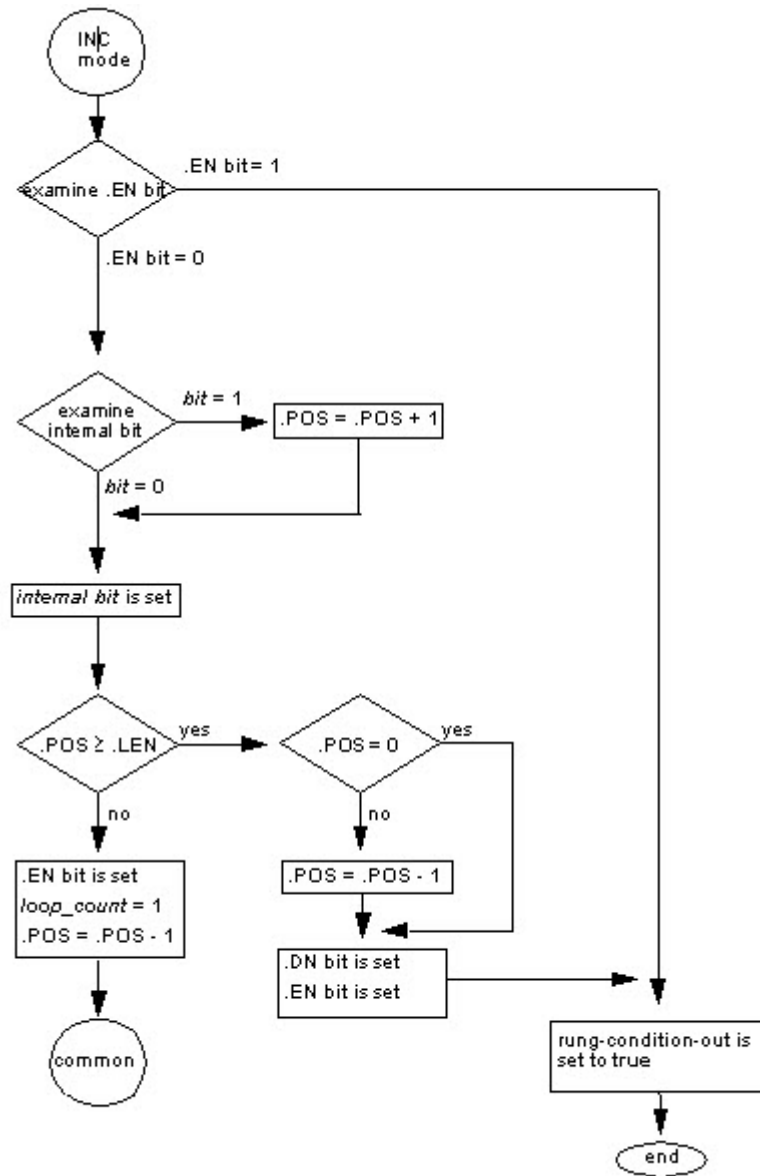 INC
mode
.EN bit= 1
examine .EN bit
.EN bit = 0
bit = 1
examine
internal bit
.POS = .POS + 1
bit = 0
internal bit is set
.POS ≥ .LEN
yes
.POS = 0
yes
no
no
.EN bit is set
loop_count = 1
.POS = .POS - 1
.POS = .POS - 1
.DN bit is set
.EN bit is set
common
rung-condition-out is
set to true
end